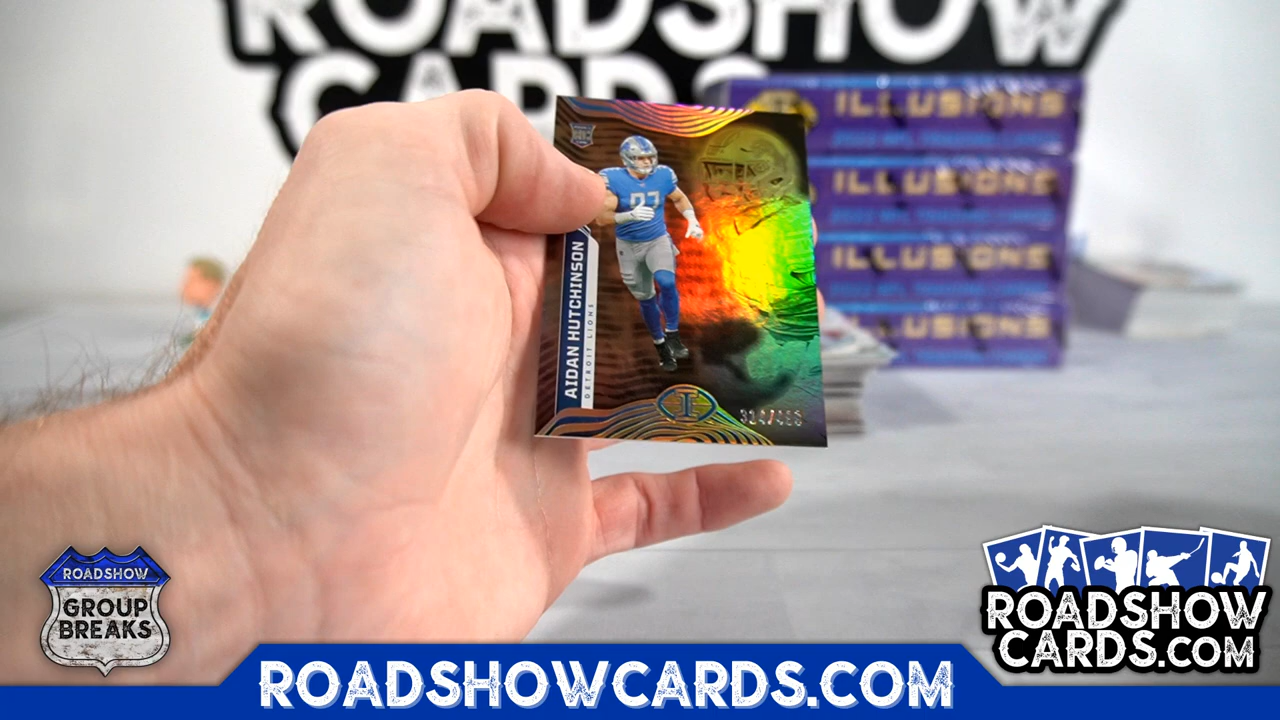 ROADSHOW
CARDS
ILLUSIONS
ILLUSIONS
ILLUSIONS
ILLUSIONS
AIDAN HUTCHINSON
DETROIT LIONS
I
ROADSHOW
GROUP
BREAKS
ROADSHOW
CARDS.COM
ROADSHOWCARDS.COM